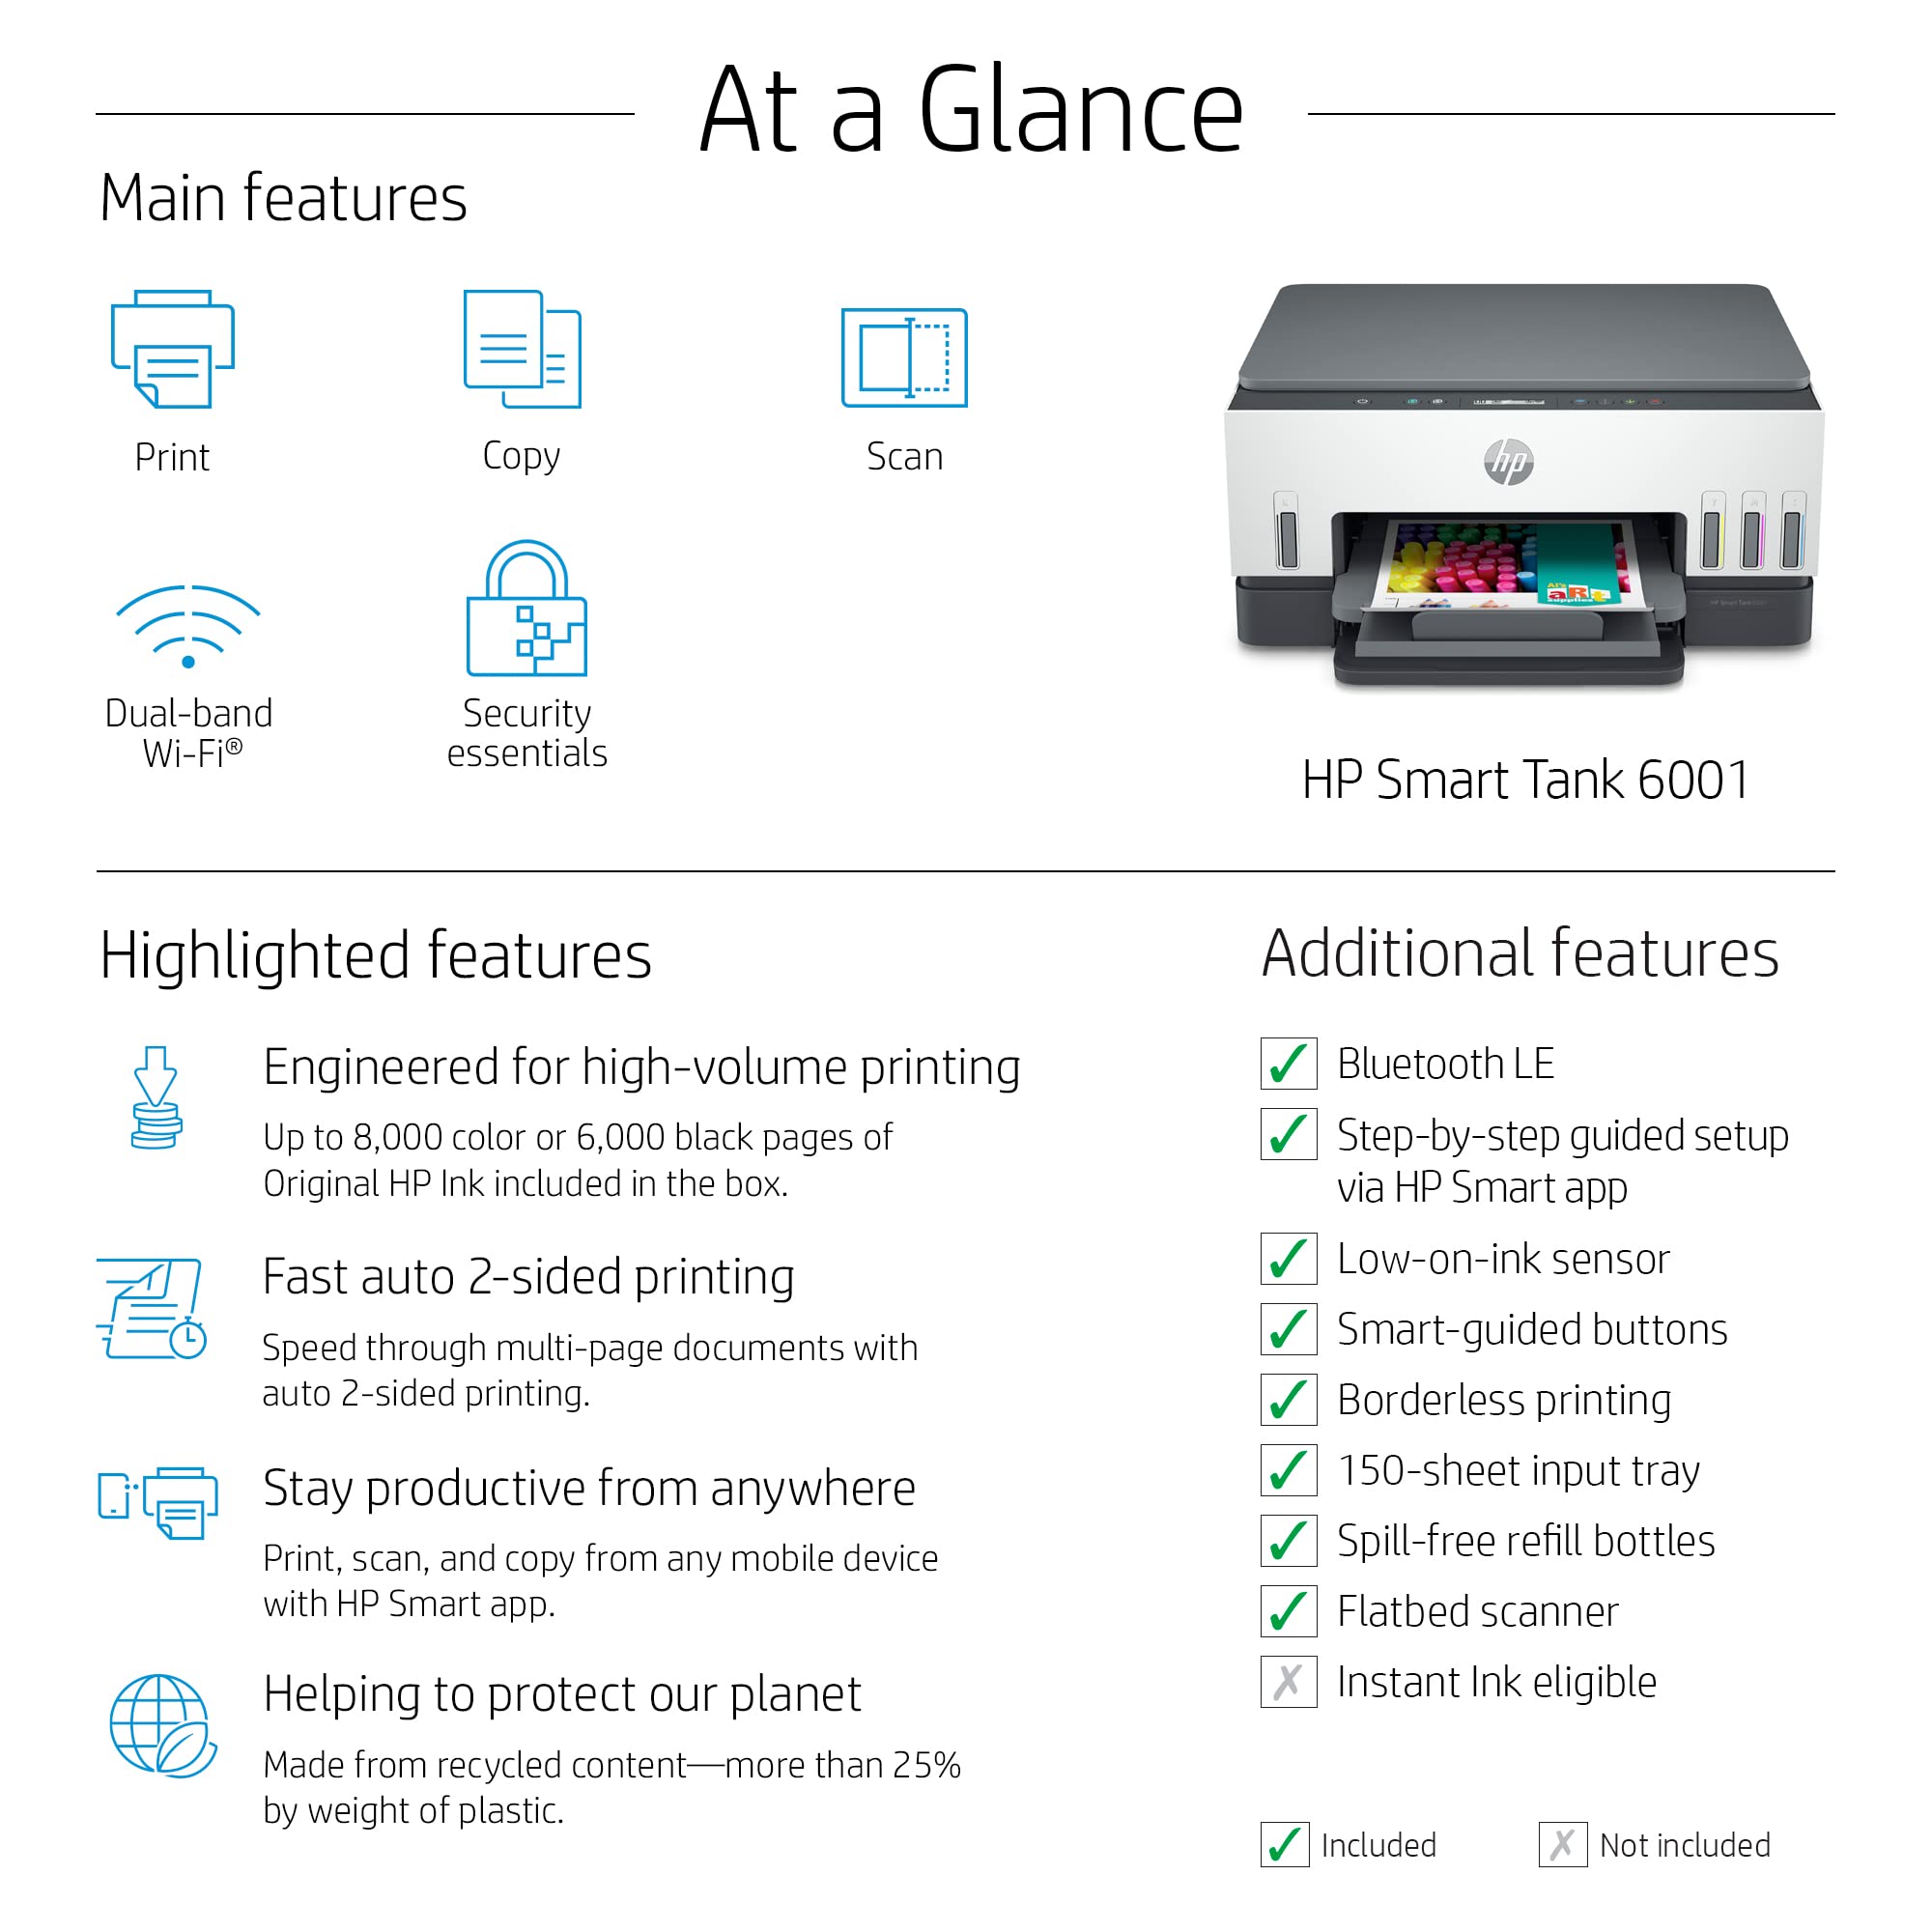 At a Glance
Main features
Print
Copy
Scan
Dual-band
Wi-Fi®
Security
essentials
hp
aRt
HP Smart Tank 6001
Highlighted features
Engineered for high-volume printing
Up to 8,000 color or 6,000 black pages of
Original HP Ink included in the box.
Fast auto 2-sided printing
Speed through multi-page documents with
auto 2-sided printing.
Stay productive from anywhere
Print, scan, and copy from any mobile device
with HP Smart app.
Helping to protect our planet
Made from recycled content—more than 25%
by weight of plastic.
Additional features
Bluetooth LE
Step-by-step guided setup
via HP Smart app
Low-on-ink sensor
Smart-guided buttons
Borderless printing
150-sheet input tray
Spill-free refill bottles
Flatbed scanner
Instant Ink eligible
Included
Not included